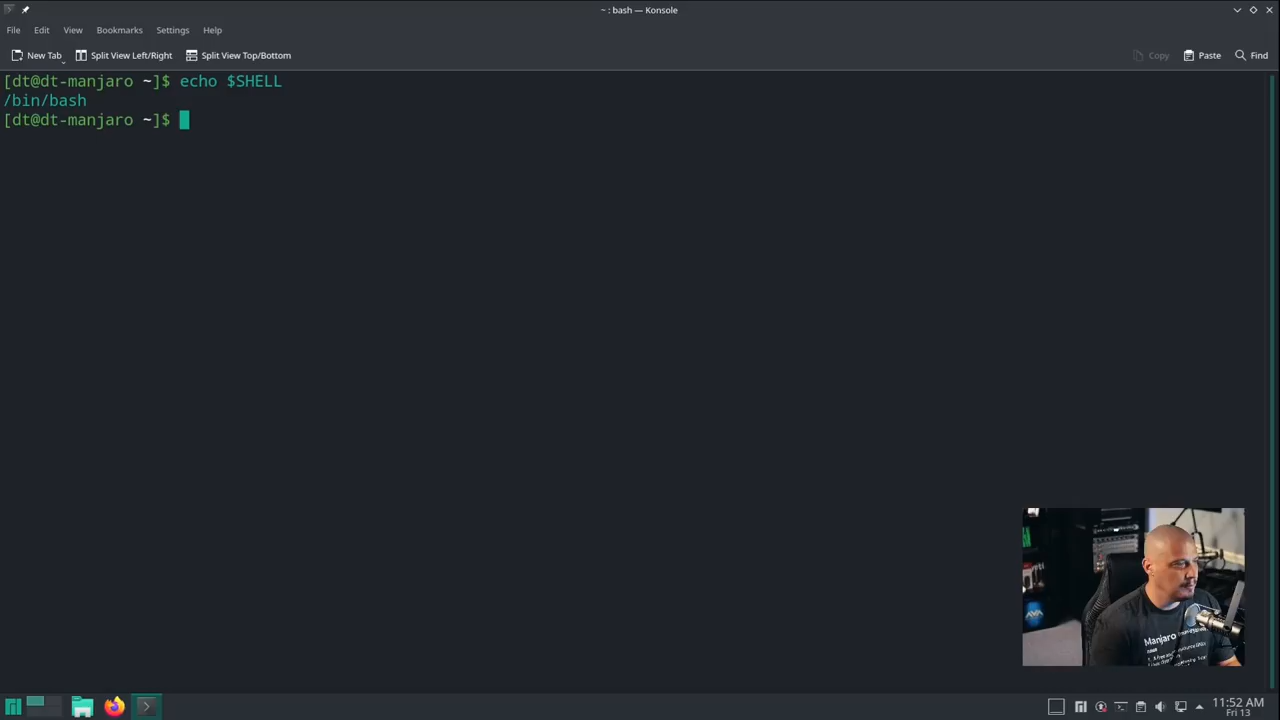 ~ : bash — Konsole
File Edit View Bookmarks Settings Help
New Tab Split View Left/Right Split View Top/Bottom Copy Paste Find
[dt@dt-manjaro ~]$ echo $SHELL
/bin/bash
[dt@dt-manjaro ~]$
Manjaro
noun
11:52 AM
Fri 13